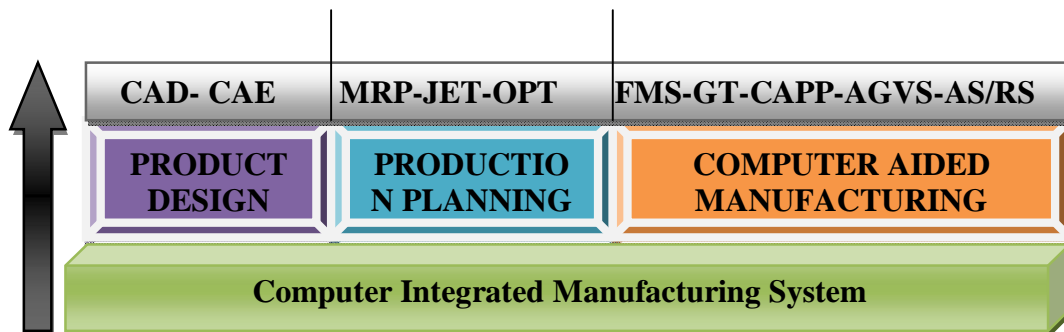 CAD- CAE
MRP-JET-OPT
FMS-GT-CAPP-AGVS-AS/RS
PRODUCT
DESIGN
PRODUCTIO
N PLANNING
COMPUTER AIDED
MANUFACTURING
Computer Integrated Manufacturing System